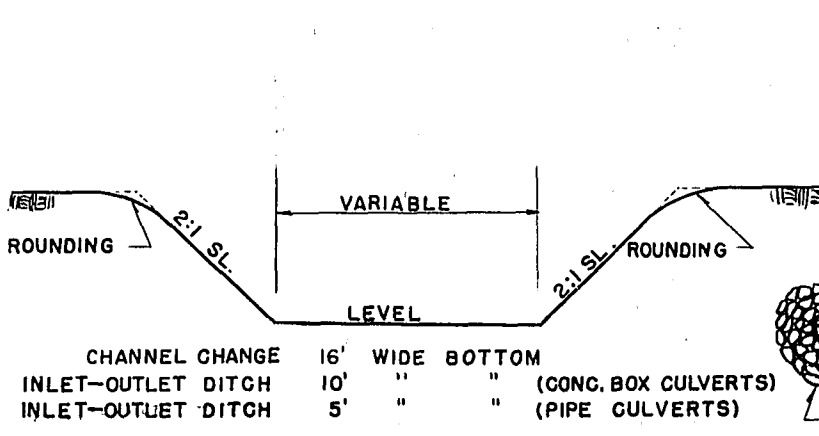 VARIABLE
ROUNDING
2:1 SL.
2:1 SL.
ROUNDING
LEVEL
CHANNEL CHANGE 16' WIDE BOTTOM
INLET-OUTLET DITCH 10' " " (CONC. BOX CULVERTS)
INLET-OUTLET DITCH 5' " " (PIPE CULVERTS)